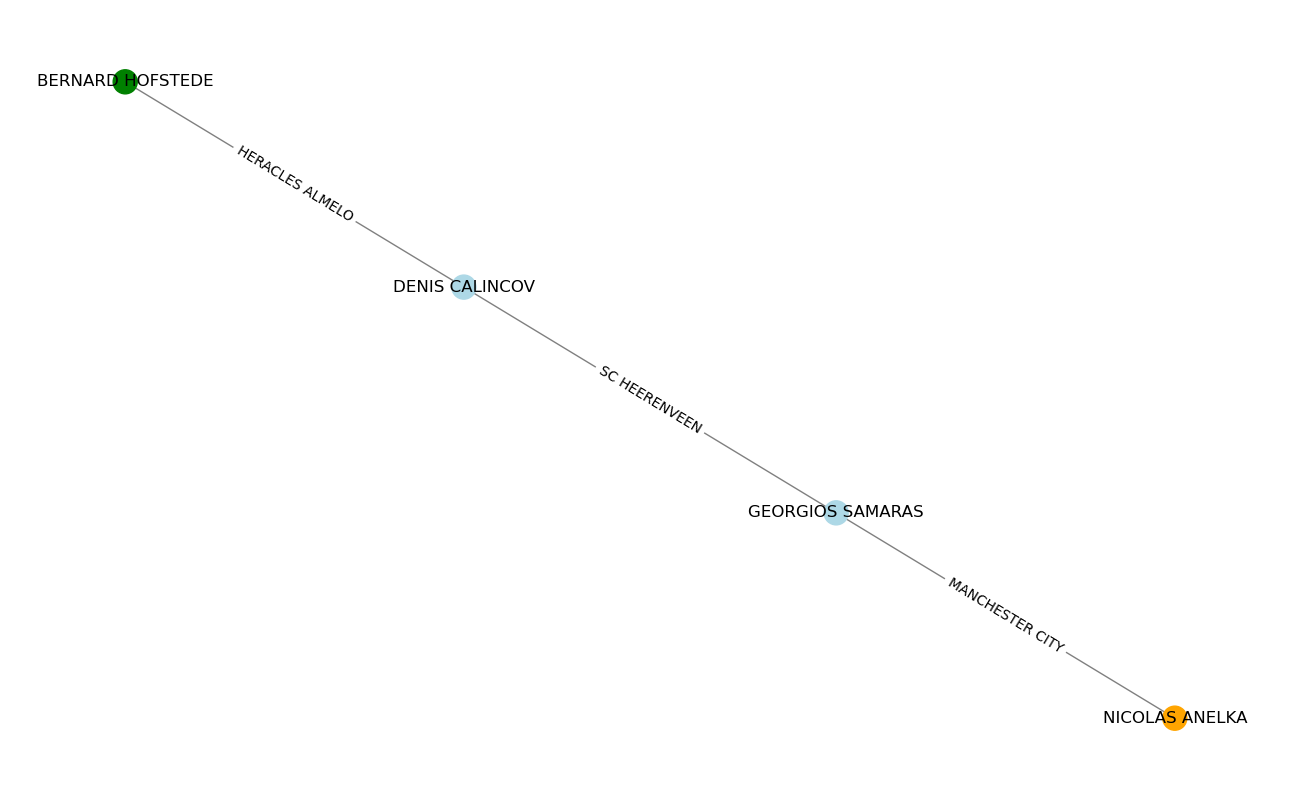 BERNARD HOFSTEDE
HERACLES ALMELO
DENIS CALINCOV
SC HEERENVEEN
GEORGIOS SAMARAS
MANCHESTER CITY
NICOLAS ANELKA